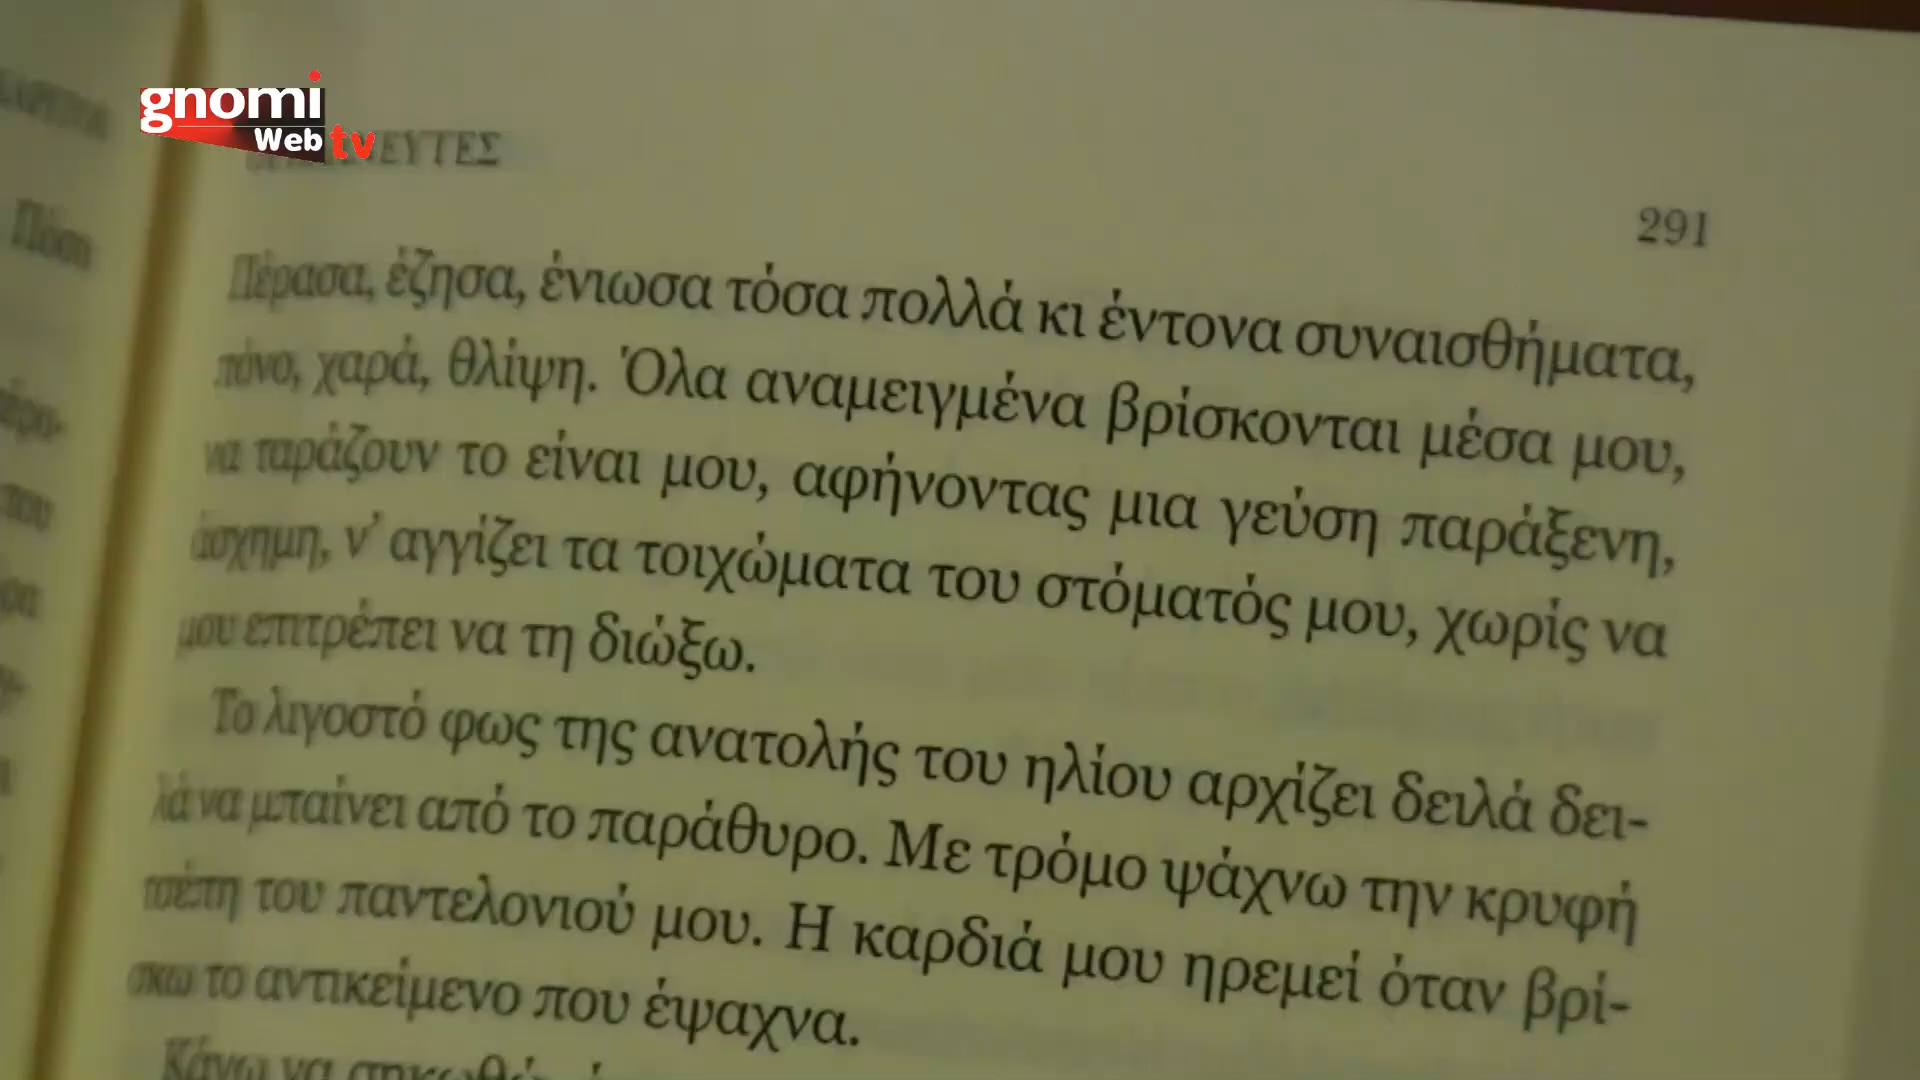 gnomi
Web tv
291
Πέρασα, έζησα, ένιωσα τόσα πολλά κι έντονα συναισθήματα,
πόνο, χαρά, θλίψη. Όλα αναμειγμένα βρίσκονται μέσα μου,
να ταράζουν το είναι μου, αφήνοντας μια γεύση παράξενη,
άσχημη, ν' αγγίζει τα τοιχώματα του στόματός μου, χωρίς να
μου επιτρέπει να τη διώξω.
Το λιγοστό φως της ανατολής του ηλίου αρχίζει δειλά δει-
λά να μπαίνει από το παράθυρο. Με τρόμο ψάχνω την κρυφή
τσέπη του παντελονιού μου. Η καρδιά μου ηρεμεί όταν βρί-
σκω το αντικείμενο που έψαχνα.
Κάνω να σηκωθώ